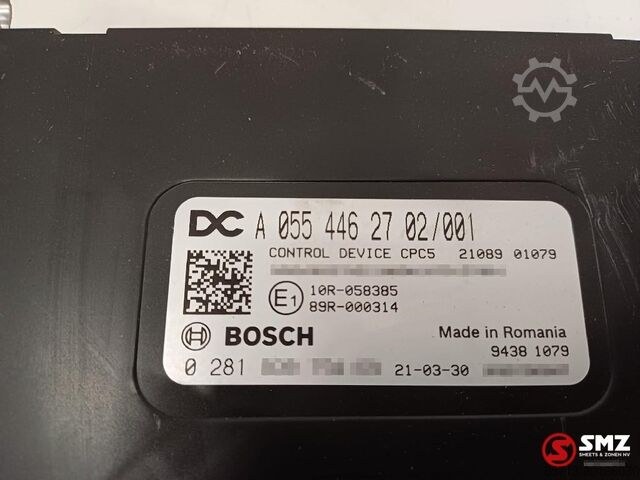 DC A 055 446 27 02/001
CONTROL DEVICE CPC5 21089 01079
E1 10R-058385
89R-000314
BOSCH Made in Romania
9438 1079
0 281 21-03-30
SMZ
SHEETS & ZONEN NV